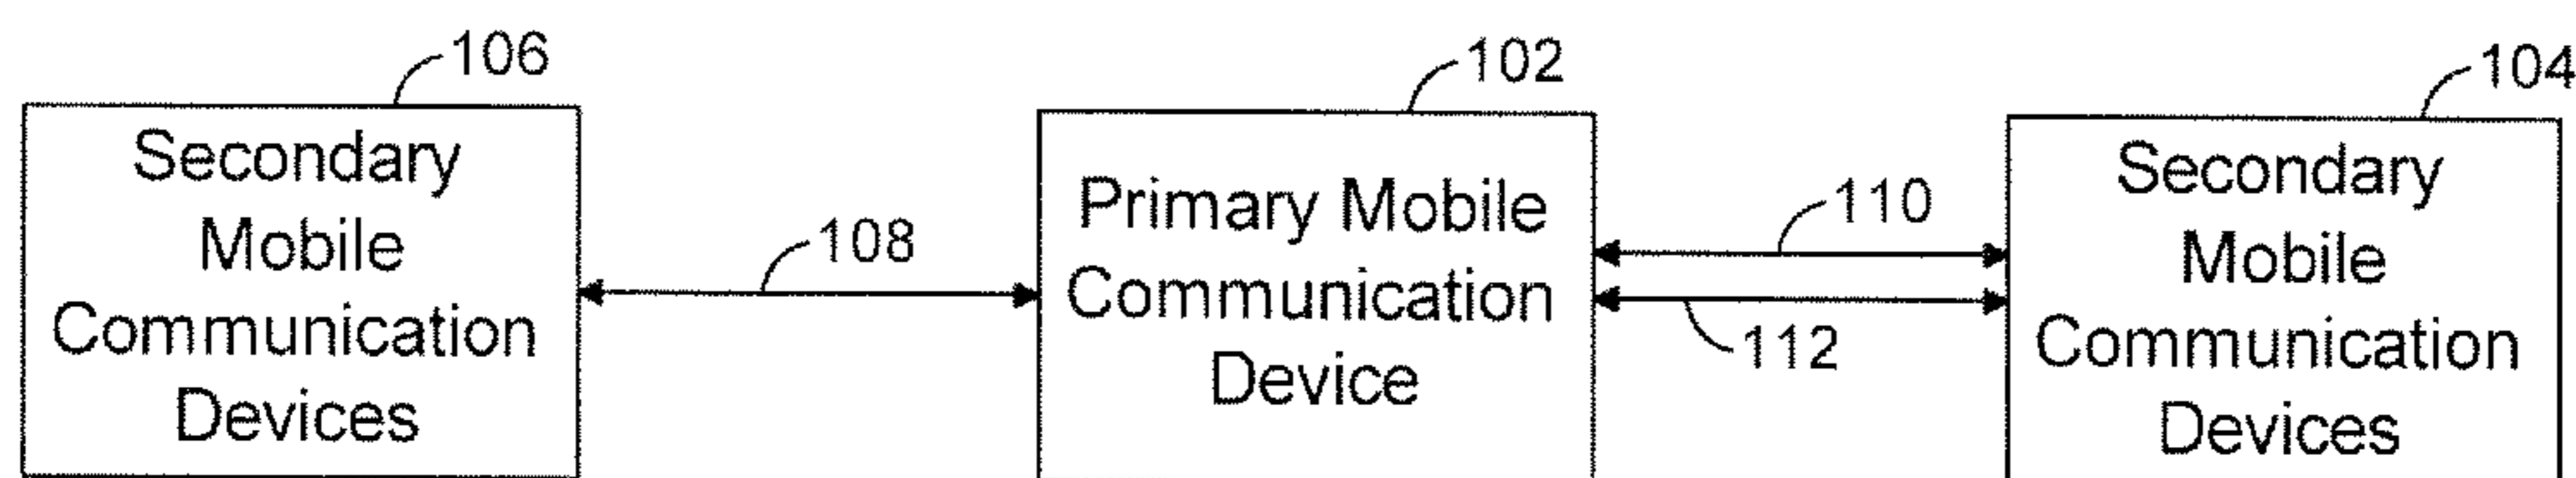 106
Secondary
Mobile
Communication
Devices
108
102
Primary Mobile
Communication
Device
110
112
104
Secondary
Mobile
Communication
Devices